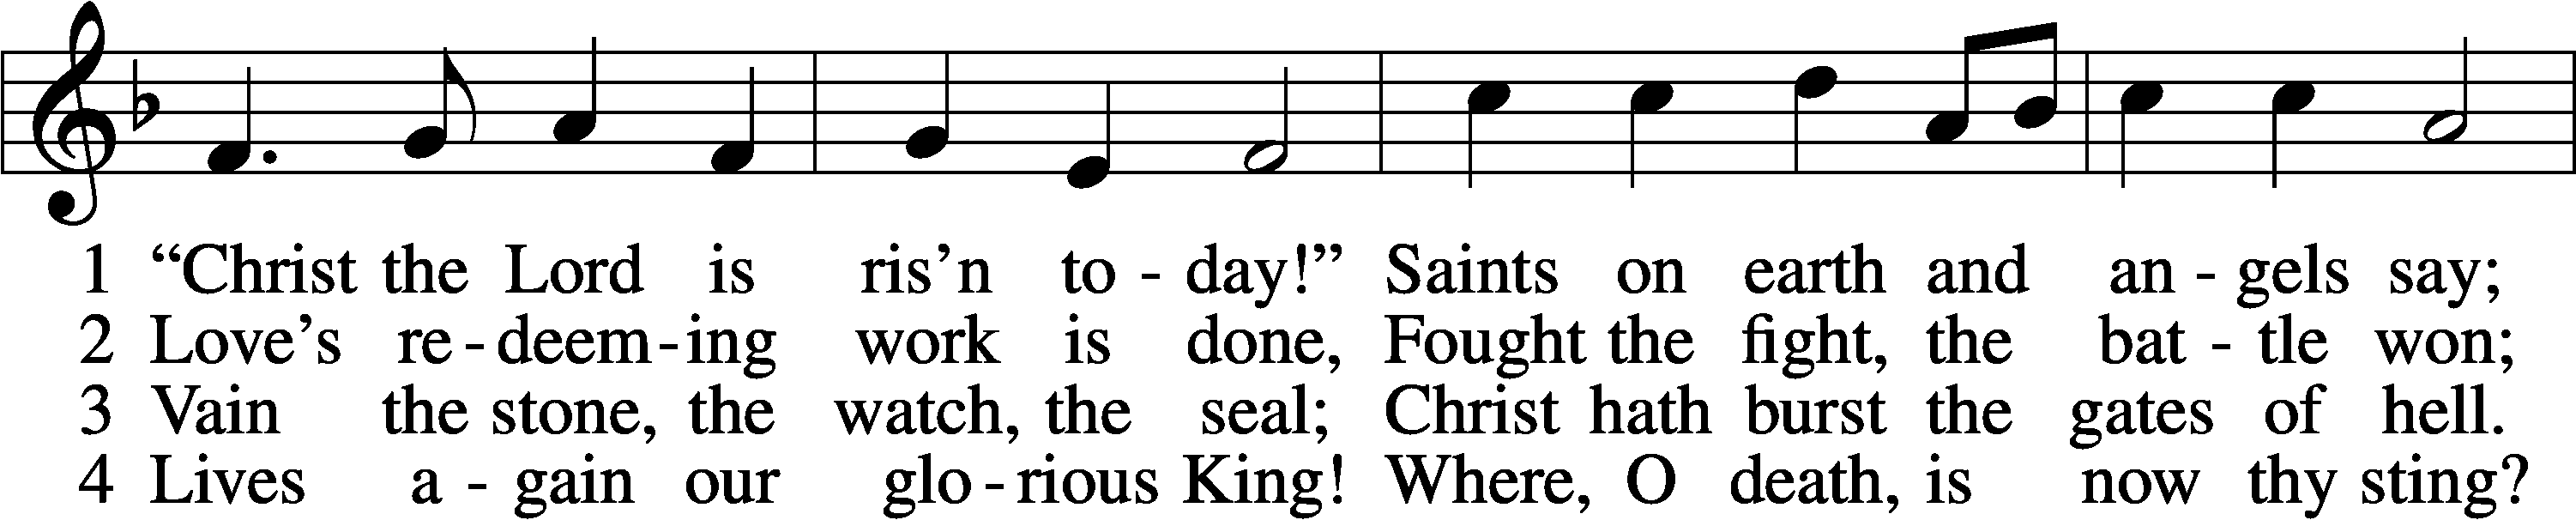 1 “Christ the Lord is ris’n to - day!” Saints on earth and an - gels say;
2 Love’s re - deem - ing work is done, Fought the fight, the bat - tle won;
3 Vain the stone, the watch, the seal; Christ hath burst the gates of hell.
4 Lives a - gain our glo - rious King! Where, O death, is now thy sting?